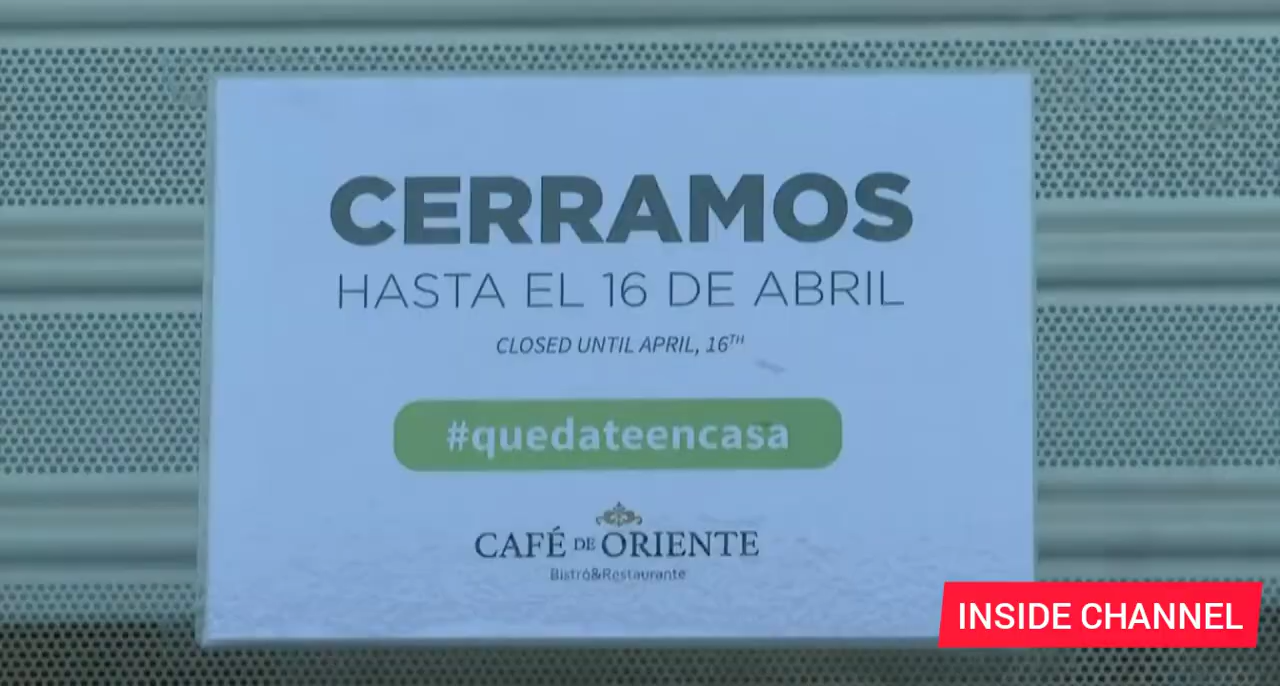 CERRAMOS
HASTA EL 16 DE ABRIL
CLOSED UNTIL APRIL, 16TH
#quedateencasa
CAFÉ DE ORIENTE
Bistró&Restaurante
INSIDE CHANNEL